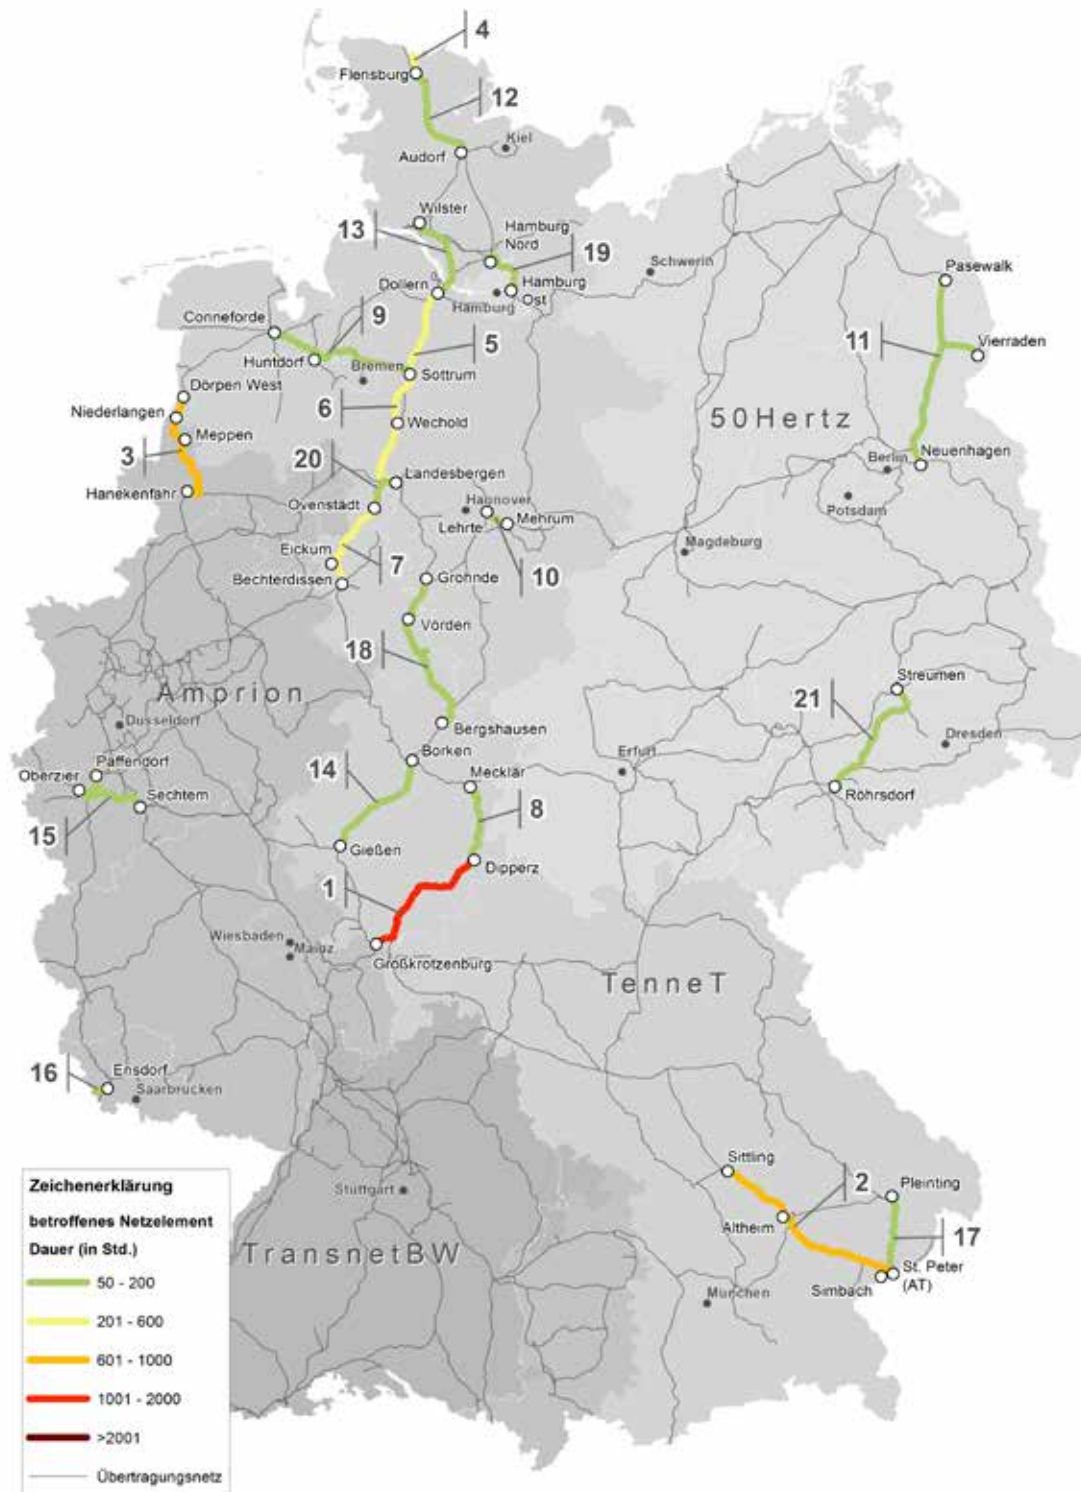 4
Flensburg
12
Kiel
Audorf
Wilster
13
Hamburg
Nord
19
Schwerin
Dollern
Hamburg
Hamburg
Ost
Pasewalk
Conneforde
9
5
11
Vierraden
Huntdorf
Bremen
Sottrum
Dörpen West
Niederlangen
6
Wechold
50Hertz
Meppen
3
20
Landesbergen
Berlin
Neuenhagen
Hanekenfähr
Ovenstädt
Hannover
Lehrte
Mehrum
Potsdam
Magdeburg
Eickum
7
10
Bechterdissen
Grohnde
Vörden
18
Amprion
Streumen
21
Düsseldorf
Bergshausen
Dresden
Borken
Erfurt
Paffendorf
Oberzier
Mecklar
14
Röhrsdorf
Sechtem
15
8
Gießen
Dipperz
1
Wiesbaden
Mainz
Großkrotzenburg
TenneT
16
Ensdorf
Saarbrücken
Sittling
2
Pleinting
Stuttgart
Altheim
17
TransnetBW
St. Peter
(AT)
Simbach
München
Zeichenerklärung
betroffenes Netzelement
Dauer (in Std.)
50 - 200
201 - 600
601 - 1000
1001 - 2000
>2001
Übertragungsnetz